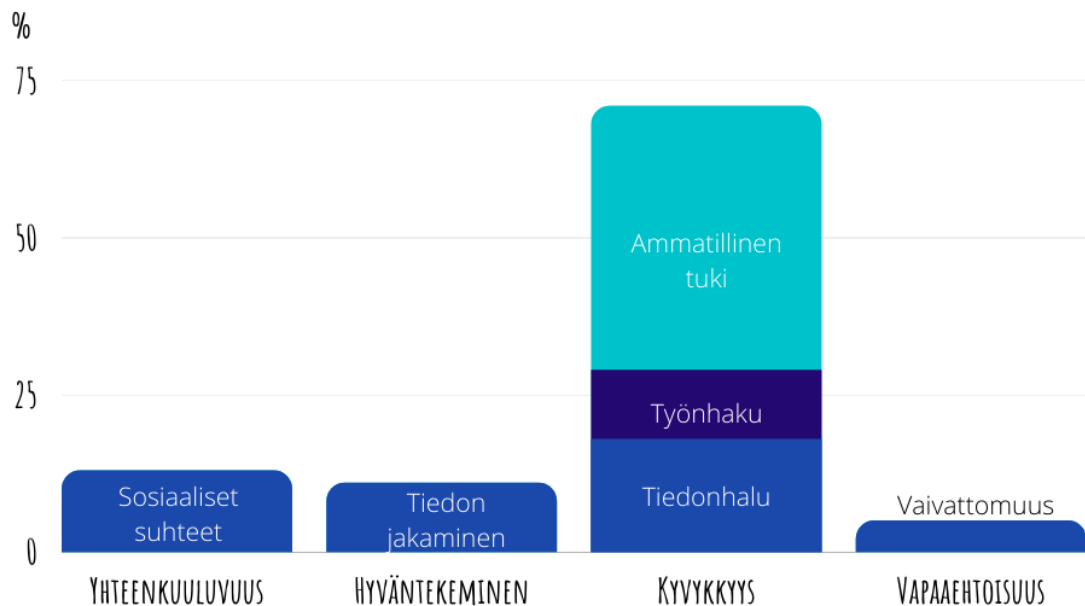 %
75
50
25
0
Ammatillinen
tuki
Työnhaku
Tiedonhalu
Sosiaaliset
suhteet
Tiedon
jakaminen
Vaivattomuus
YHTEENKUULUVUUS
HYVÄNTEKEMINEN
KYVYKKYYS
VAPAAEHTOISUUS